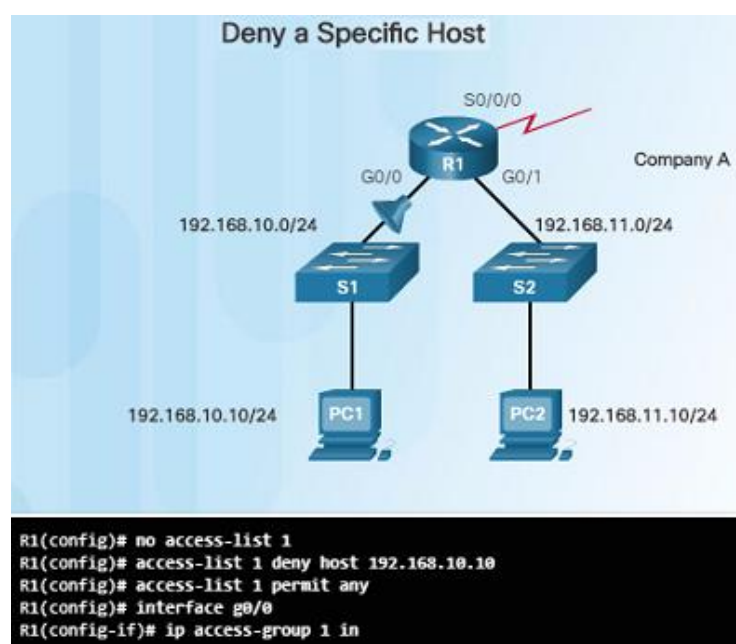 Deny a Specific Host
S0/0/0
R1
Company A
G0/0
G0/1
192.168.10.0/24
192.168.11.0/24
S1
S2
192.168.10.10/24
PC1
PC2
192.168.11.10/24
R1(config)# no access-list 1
R1(config)# access-list 1 deny host 192.168.10.10
R1(config)# access-list 1 permit any
R1(config)# interface g0/0
R1(config-if)# ip access-group 1 in